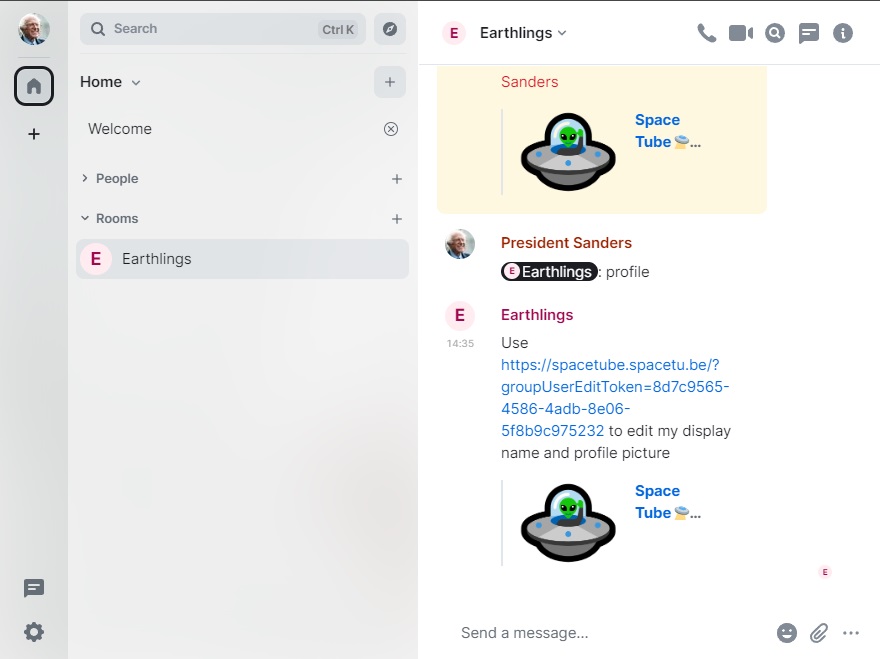 Search
Ctrl K
Home
Welcome
People
Rooms
E Earthlings
E Earthlings
Sanders
Space
Tube...
President Sanders
E Earthlings : profile
E Earthlings
14:35
Use
https://spacetube.spacetu.be/?
groupUserEditToken=8d7c9565-
4586-4adb-8e06-
5f8b9c975232 to edit my display
name and profile picture
Space
Tube...
E
Send a message...